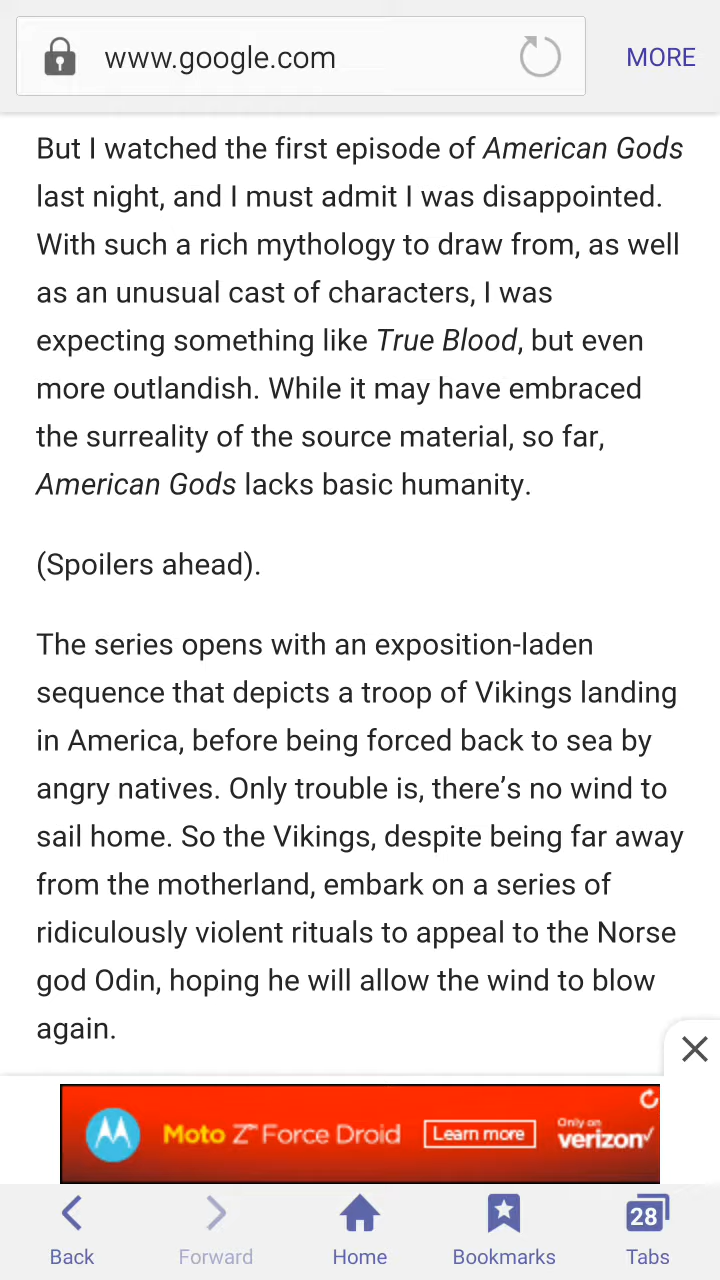 www.google.com
MORE
But I watched the first episode of American Gods
last night, and I must admit I was disappointed.
With such a rich mythology to draw from, as well
as an unusual cast of characters, I was
expecting something like True Blood, but even
more outlandish. While it may have embraced
the surreality of the source material, so far,
American Gods lacks basic humanity.
(Spoilers ahead).
The series opens with an exposition-laden
sequence that depicts a troop of Vikings landing
in America, before being forced back to sea by
angry natives. Only trouble is, there’s no wind to
sail home. So the Vikings, despite being far away
from the motherland, embark on a series of
ridiculously violent rituals to appeal to the Norse
god Odin, hoping he will allow the wind to blow
again.
Moto Z™ Force Droid
Learn more
Only on
verizon✓
28
Back
Forward
Home
Bookmarks
Tabs